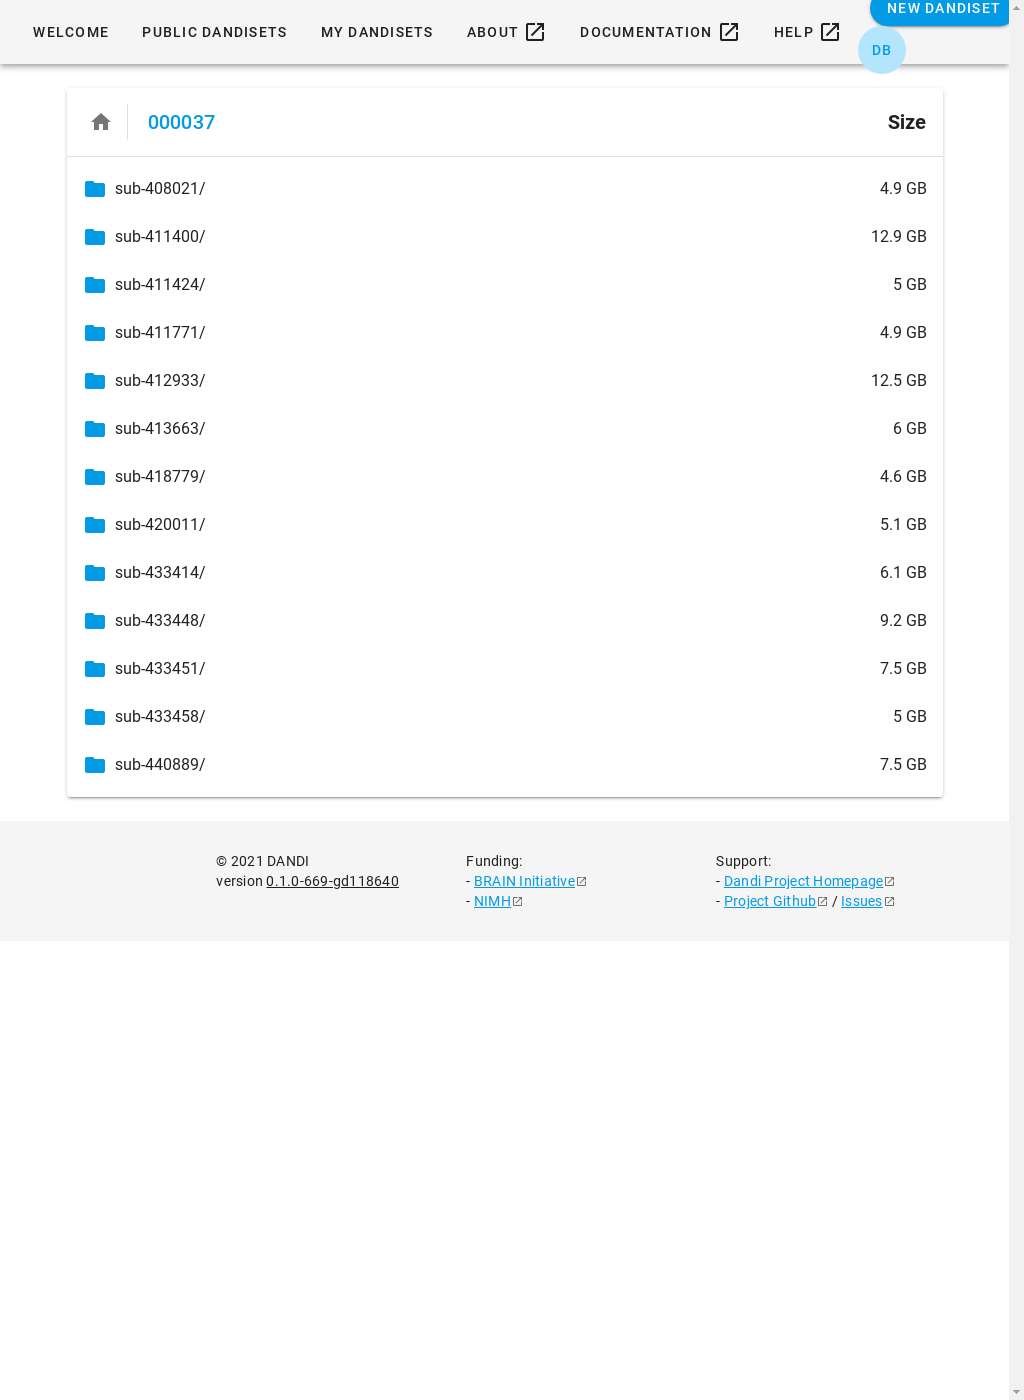 WELCOME PUBLIC DANDISETS MY DANDISETS ABOUT DOCUMENTATION HELP NEW DANDISET
DB
000037 Size
sub-408021/ 4.9 GB
sub-411400/ 12.9 GB
sub-411424/ 5 GB
sub-411771/ 4.9 GB
sub-412933/ 12.5 GB
sub-413663/ 6 GB
sub-418779/ 4.6 GB
sub-420011/ 5.1 GB
sub-433414/ 6.1 GB
sub-433448/ 9.2 GB
sub-433451/ 7.5 GB
sub-433458/ 5 GB
sub-440889/ 7.5 GB
© 2021 DANDI
version 0.1.0-669-gd118640
Funding:
- BRAIN Initiative
- NIMH
Support:
- Dandi Project Homepage
- Project Github / Issues